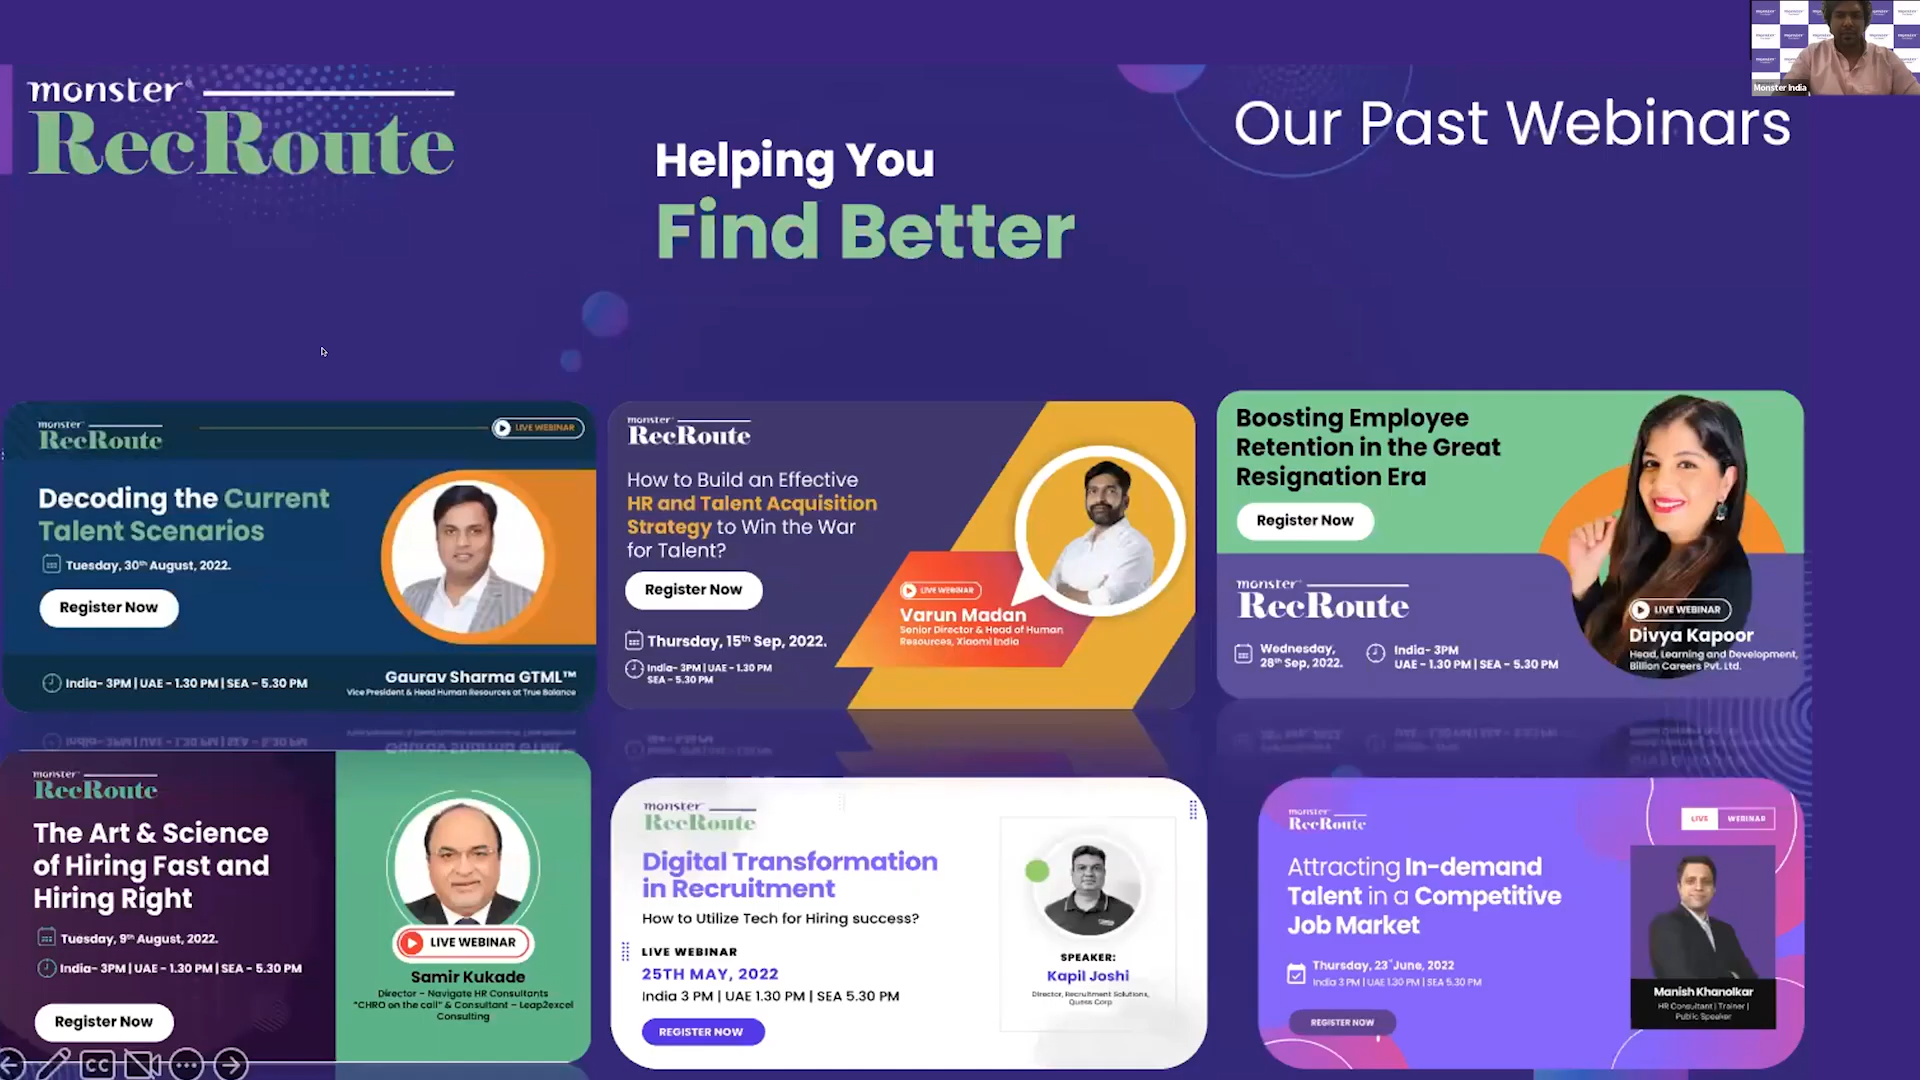 monster
RecRoute
Helping You
Find Better
Our Past Webinars
Monster India
monster
RecRoute
LIVE WEBINAR
Decoding the Current
Talent Scenarios
Tuesday, 30th August, 2022.
Register Now
India- 3PM | UAE - 1.30 PM | SEA - 5.30 PM
Gaurav Sharma GTML™
Vice President & Head Human Resources at True Balance
monster
RecRoute
How to Build an Effective
HR and Talent Acquisition
Strategy to Win the War
for Talent?
Register Now
Thursday, 15th Sep, 2022.
India- 3PM | UAE - 1.30 PM
SEA - 5.30 PM
LIVE WEBINAR
Varun Madan
Senior Director & Head of Human
Resources, Xiaomi India
Boosting Employee
Retention in the Great
Resignation Era
Register Now
monster
RecRoute
Wednesday,
28th Sep, 2022.
India- 3PM
UAE - 1.30 PM | SEA - 5.30 PM
LIVE WEBINAR
Divya Kapoor
Head, Learning and Development,
Billion Careers Pvt. Ltd.
monster
RecRoute
The Art & Science
of Hiring Fast and
Hiring Right
Tuesday, 9th August, 2022.
India- 3PM | UAE - 1.30 PM | SEA - 5.30 PM
Register Now
LIVE WEBINAR
Samir Kukade
Director - Navigate HR Consultants
"CHRO on the call" & Consultant - Leap2excel
Consulting
monster
RecRoute
Digital Transformation
in Recruitment
How to Utilize Tech for Hiring success?
LIVE WEBINAR
25TH MAY, 2022
India 3 PM | UAE 1.30 PM | SEA 5.30 PM
REGISTER NOW
SPEAKER:
Kapil Joshi
Director, Recruitment Solutions,
Quess Corp
monster
RecRoute
LIVE WEBINAR
Attracting In-demand
Talent in a Competitive
Job Market
Thursday, 23 June, 2022
India 3 PM | UAE 1.30 PM | SEA 5.30 PM
REGISTER NOW
Manish Khanolkar
HR Consultant | Trainer |
Public Speaker
CC